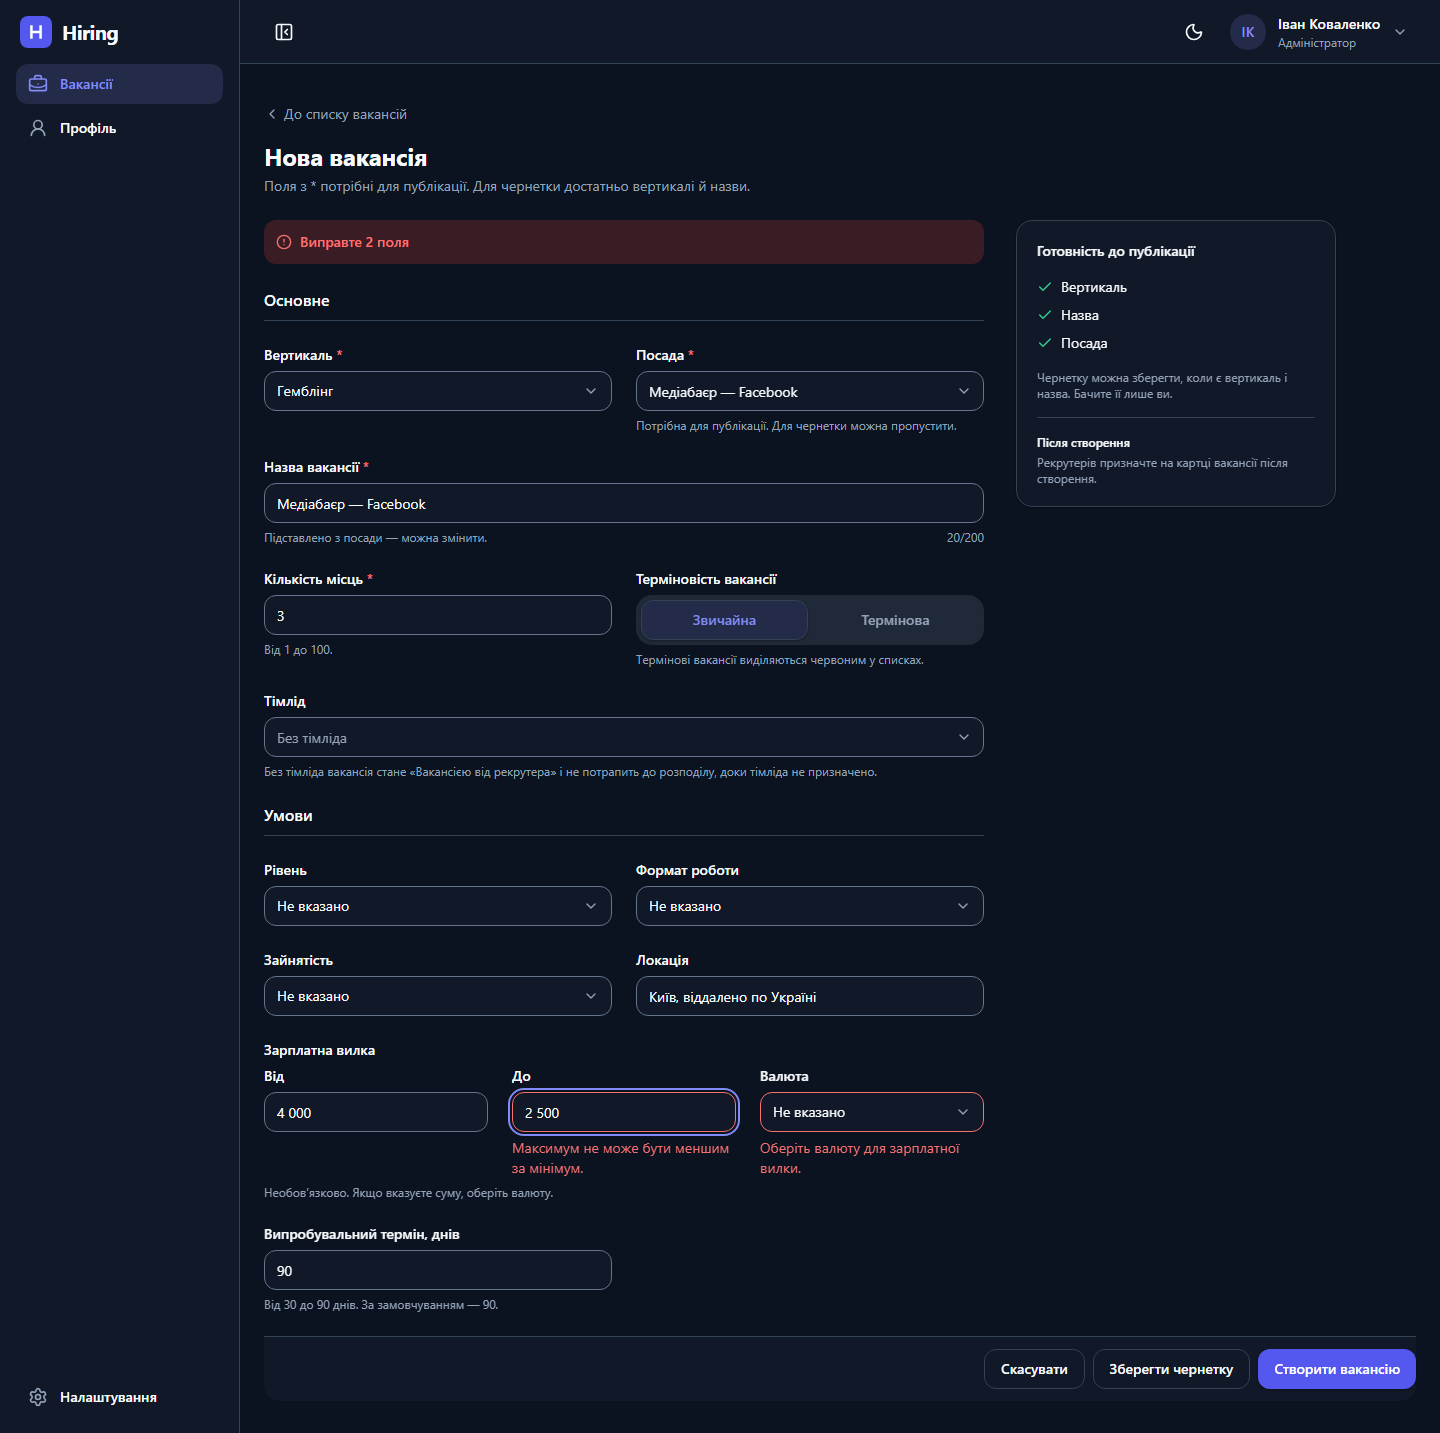 H Hiring
Вакансії
Профіль
Налаштування
ІК
Іван Коваленко
Адміністратор
До списку вакансій
Нова вакансія
Поля з * потрібні для публікації. Для чернетки достатньо вертикалі й назви.
Виправте 2 поля
Основне
Вертикаль *
Гемблінг
Посада *
Медіабаєр — Facebook
Потрібна для публікації. Для чернетки можна пропустити.
Назва вакансії *
Медіабаєр — Facebook
Підставлено з посади — можна змінити.
20/200
Кількість місць *
3
Від 1 до 100.
Терміновість вакансії
Звичайна
Термінова
Термінові вакансії виділяються червоним у списках.
Тімлід
Без тімліда
Без тімліда вакансія стане «Вакансією від рекрутера» і не потрапить до розподілу, доки тімліда не призначено.
Умови
Рівень
Не вказано
Формат роботи
Не вказано
Зайнятість
Не вказано
Локація
Київ, віддалено по Україні
Зарплатна вилка
Від
4 000
До
2 500
Максимум не може бути меншим
за мінімум.
Валюта
Не вказано
Оберіть валюту для зарплатної
вилки.
Необов'язково. Якщо вказуєте суму, оберіть валюту.
Випробувальний термін, днів
90
Від 30 до 90 днів. За замовчуванням — 90.
Скасувати
Зберегти чернетку
Створити вакансію
Готовність до публікації
Вертикаль
Назва
Посада
Чернетку можна зберегти, коли є вертикаль і
назва. Бачите її лише ви.
Після створення
Рекрутерів призначте на картці вакансії після
створення.